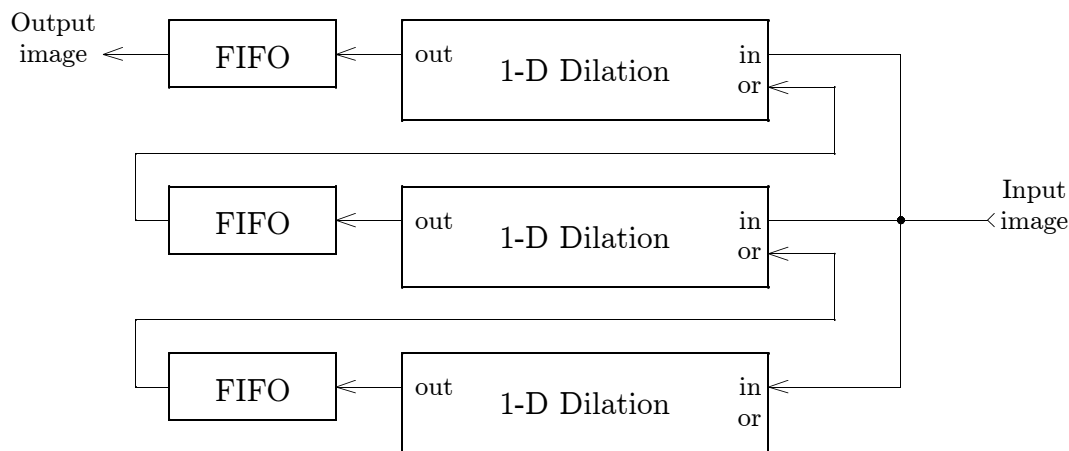 Output
image
FIFO
out
1-D Dilation
in
or
FIFO
out
1-D Dilation
in
or
Input
image
FIFO
out
1-D Dilation
in
or